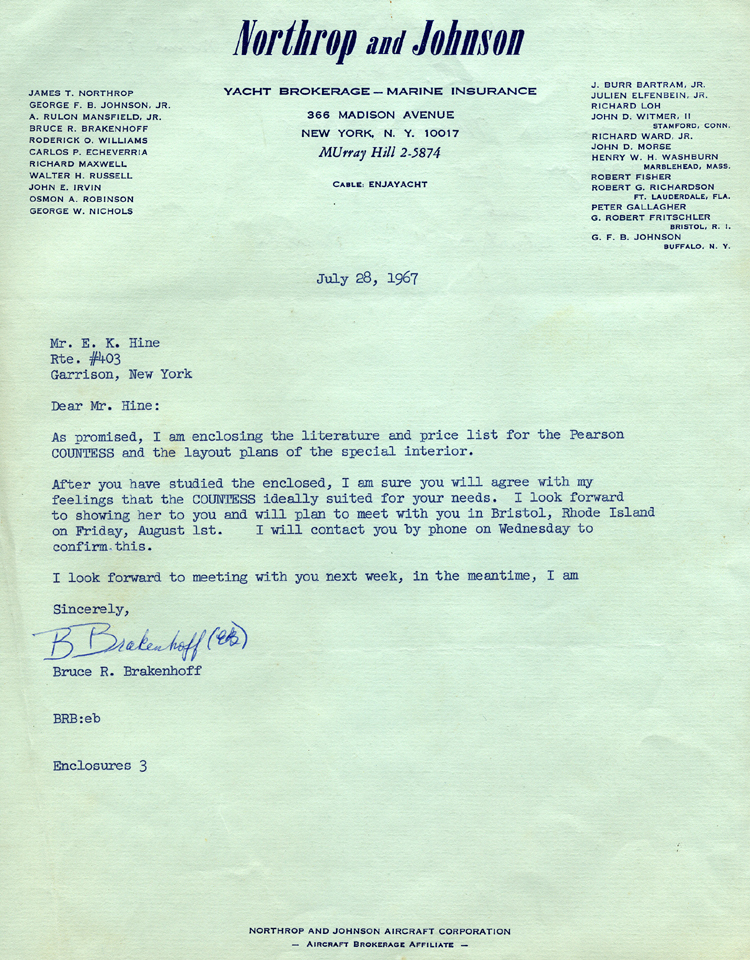 Northrop and Johnson
YACHT BROKERAGE — MARINE INSURANCE
366 MADISON AVENUE
NEW YORK, N. Y. 10017
MUrray Hill 2-5874
CABLE: ENJAYACHT
JAMES T. NORTHROP
GEORGE F. B. JOHNSON, JR.
A. RULON MANSFIELD, JR.
BRUCE R. BRAKENHOFF
RODERICK O. WILLIAMS
CARLOS P. ECHEVERRIA
RICHARD MAXWELL
WALTER H. RUSSELL
JOHN E. IRVIN
OSMON A. ROBINSON
GEORGE W. NICHOLS
J. BURR BARTRAM, JR.
JULIEN ELFENBEIN, JR.
RICHARD LOH
JOHN D. WITMER, II
STAMFORD, CONN.
RICHARD WARD, JR.
JOHN D. MORSE
HENRY W. H. WASHBURN
MARBLEHEAD, MASS.
ROBERT FISHER
ROBERT G. RICHARDSON
FT. LAUDERDALE, FLA.
PETER GALLAGHER
G. ROBERT FRITSCHLER
BRISTOL, R. I.
G. F. B. JOHNSON
BUFFALO, N. Y.
July 28, 1967
Mr. E. K. Hine
Rte. #403
Garrison, New York
Dear Mr. Hine:
As promised, I am enclosing the literature and price list for the Pearson
COUNTESS and the layout plans of the special interior.
After you have studied the enclosed, I am sure you will agree with my
feelings that the COUNTESS ideally suited for your needs. I look forward
to showing her to you and will plan to meet with you in Bristol, Rhode Island
on Friday, August 1st. I will contact you by phone on Wednesday to
confirm this.
I look forward to meeting with you next week, in the meantime, I am
Sincerely,
B Brakenhoff (eb)
Bruce R. Brakenhoff
BRB:eb
Enclosures 3
NORTHROP AND JOHNSON AIRCRAFT CORPORATION
— AIRCRAFT BROKERAGE AFFILIATE —